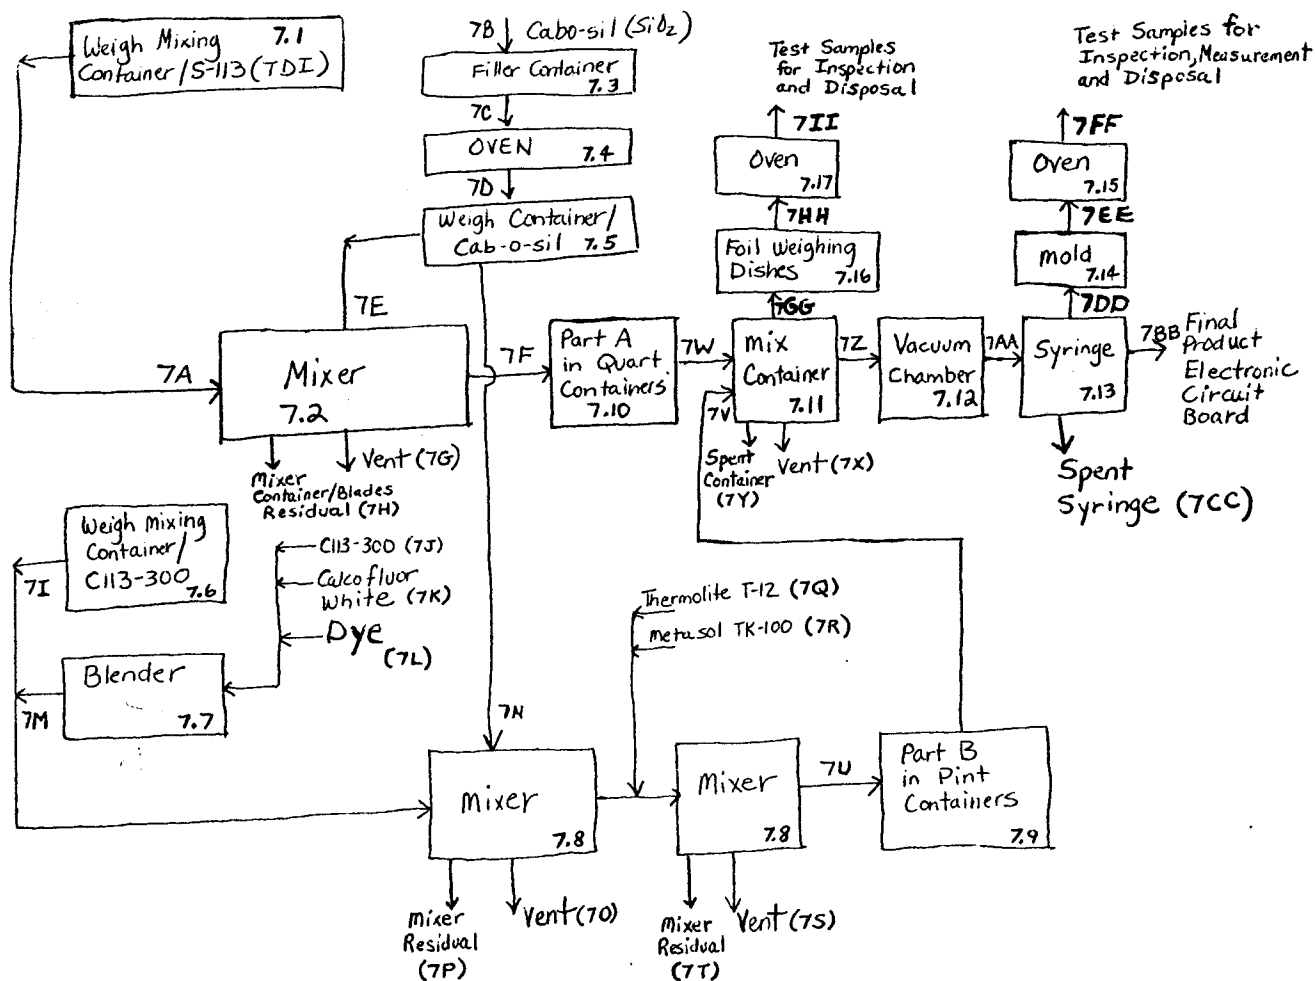 Weigh Mixing 7.1
Container/S-113(TDI)
7B
Cabo-sil (SiO₂)
Filler Container
7.3
7C
OVEN
7.4
7D
Weigh Container/
Cab-o-sil 7.5
7E
7A
Mixer
7.2
Mixer
Container/Blades
Residual (7H)
Vent (7G)
7F
Part A
in Quart
Containers
7.10
7W
Test Samples
for Inspection
and Disposal
7II
Oven
7.17
7HH
Foil Weighing
Dishes 7.16
7GG
mix
Container
7.11
7V
Spent
Container
(7Y)
Vent (7X)
7Z
Vacuum
Chamber
7.12
7AA
Test Samples for
Inspection, Measurement
and Disposal
7FF
Oven
7.15
7EE
mold
7.14
7DD
Syringe
7.13
7BB
Final
Product
Electronic
Circuit
Board
Spent
Syringe (7CC)
Weigh Mixing
Container/
C113-300
7.6
7I
C113-300 (7J)
Calcofluor
White (7K)
Dye
(7L)
Blender
7.7
7M
7N
Mixer
7.8
Mixer
Residual
(7P)
Vent (7O)
Thermolite T-12 (7Q)
Metasol TK-100 (7R)
Mixer
7.8
Mixer
Residual
(7T)
Vent (7S)
7U
Part B
in Pint
Containers
7.9